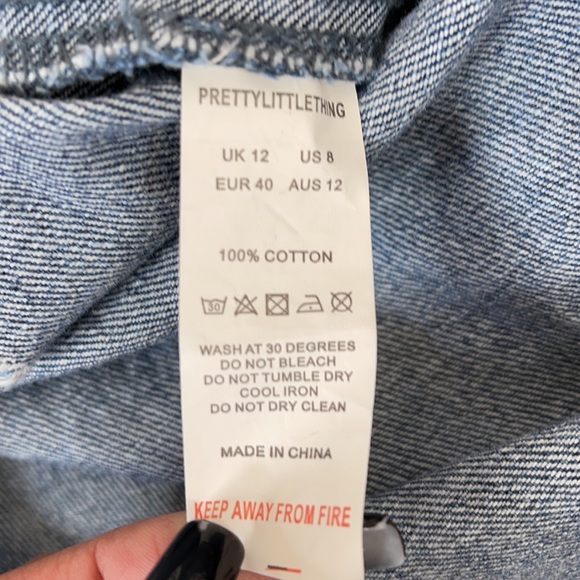 PRETTYLITTLETHING
UK 12 US 8
EUR 40 AUS 12
100% COTTON
30
WASH AT 30 DEGREES
DO NOT BLEACH
DO NOT TUMBLE DRY
COOL IRON
DO NOT DRY CLEAN
MADE IN CHINA
KEEP AWAY FROM FIRE